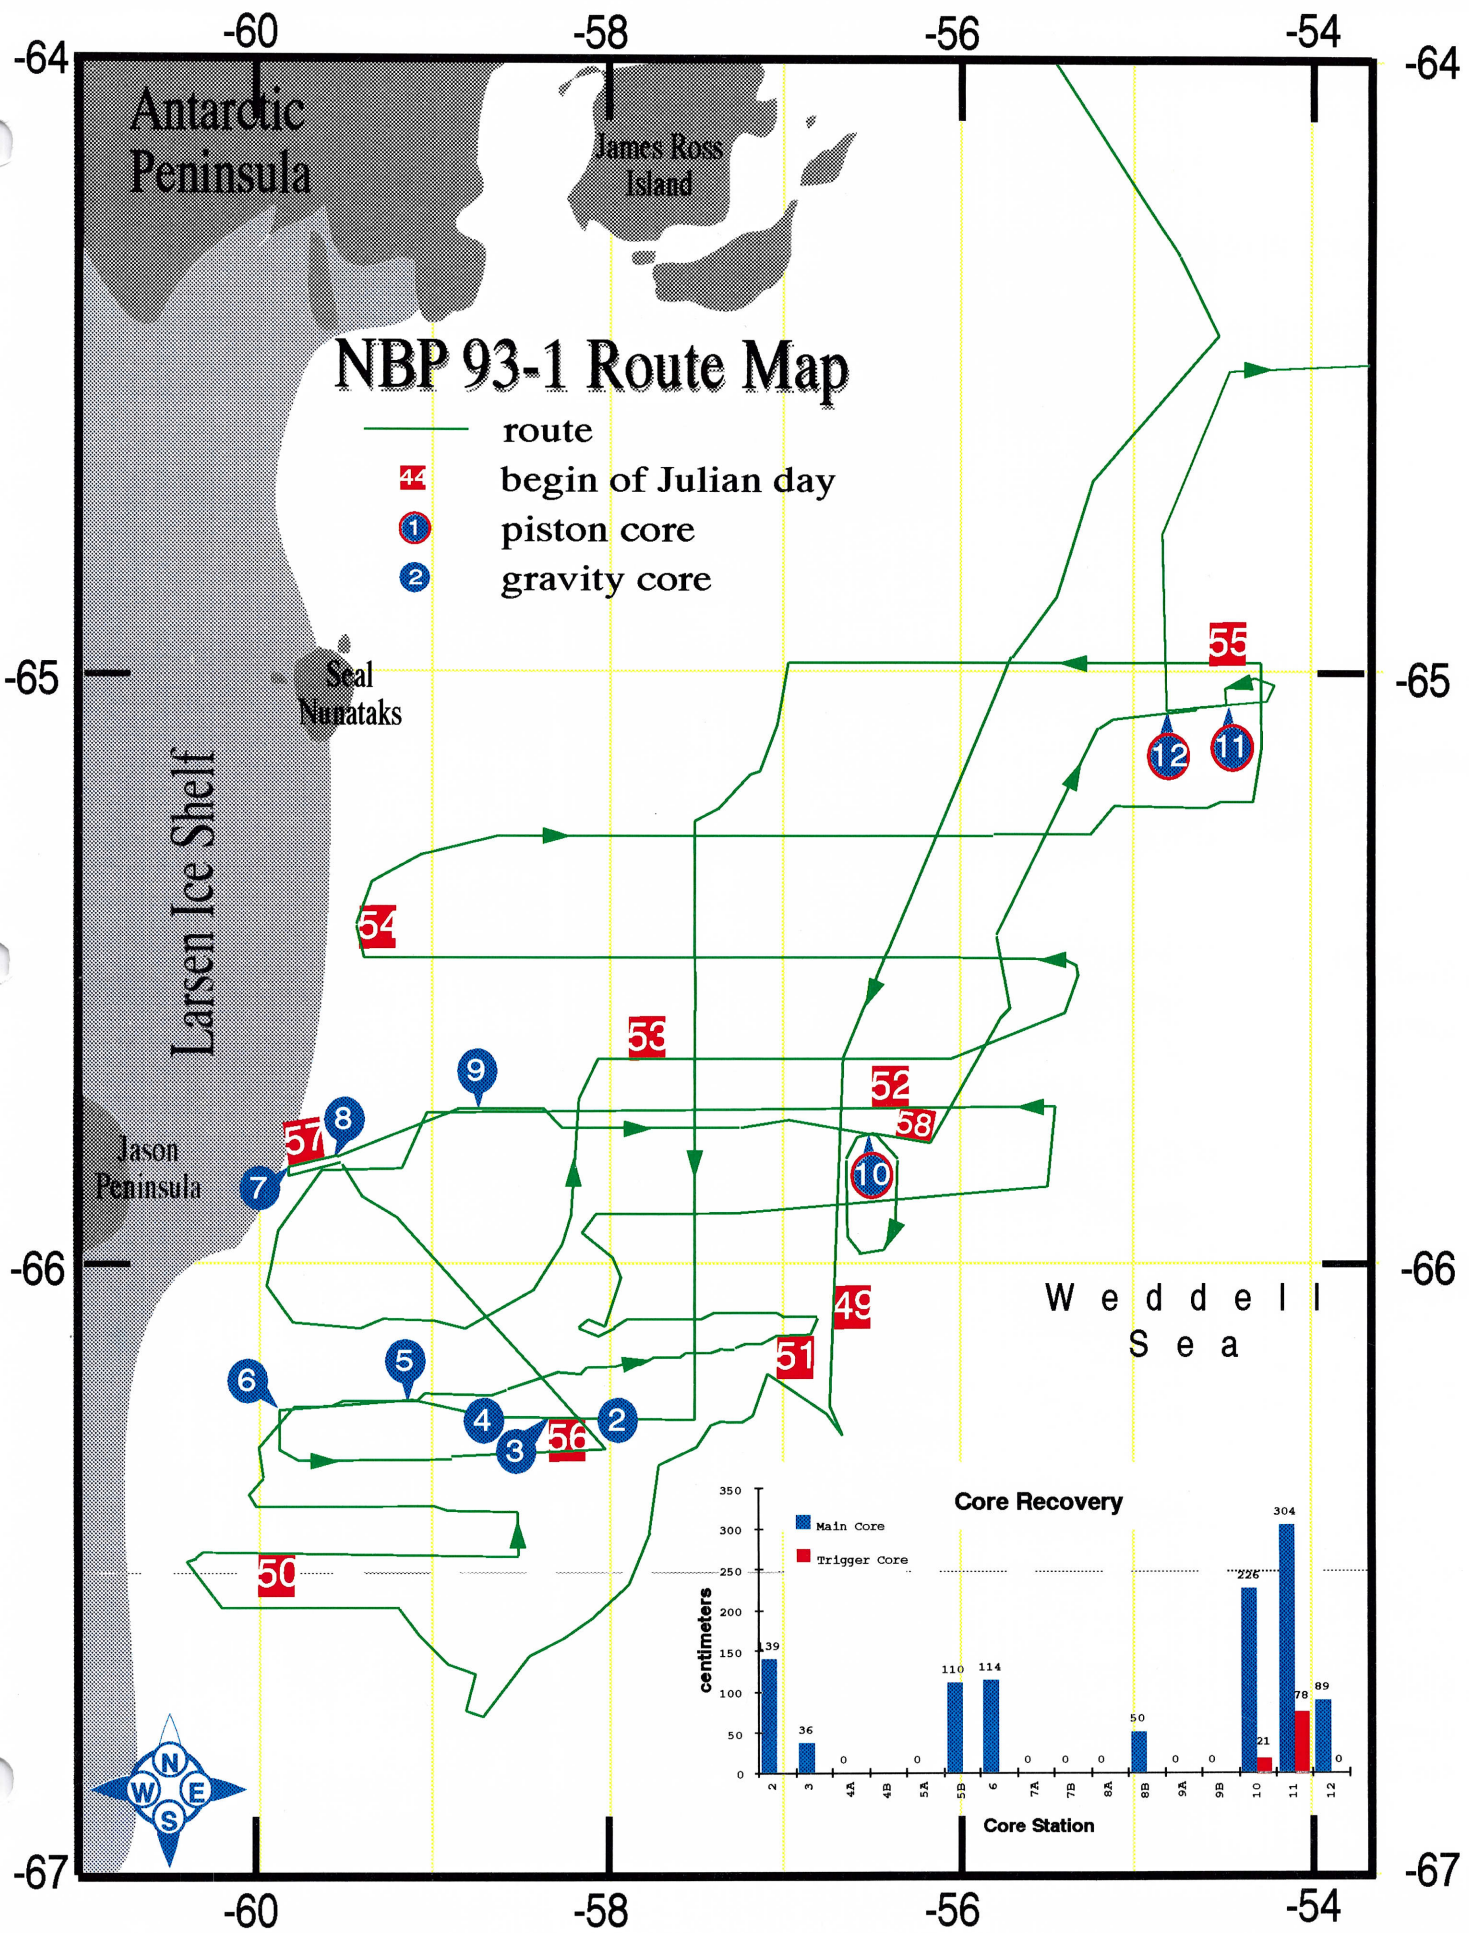 -60 -58 -56 -54
-64 -64
Antarctic
Peninsula
James Ross
Island
NBP 93-1 Route Map
route
44 begin of Julian day
1 piston core
2 gravity core
55
-65 -65
Seal
Nunataks
12 11
Larsen Ice Shelf
54
53
9
52
8
58
57
Jason
Peninsula
7
10
-66 -66
Weddell
Sea
49
51
5
6
4
2
3
56
50
Core Recovery
Main Core
Trigger Core
centimeters
350
300
250
200
150
100
50
0
139 36 0 0 110 114 0 0 0 50 0 0 226 21 304 78 89 0
2 3 4A 4B 5A 5B 6 7A 7B 8A 8B 9A 9B 10 11 12
Core Station
N
W E
S
-67 -67
-60 -58 -56 -54